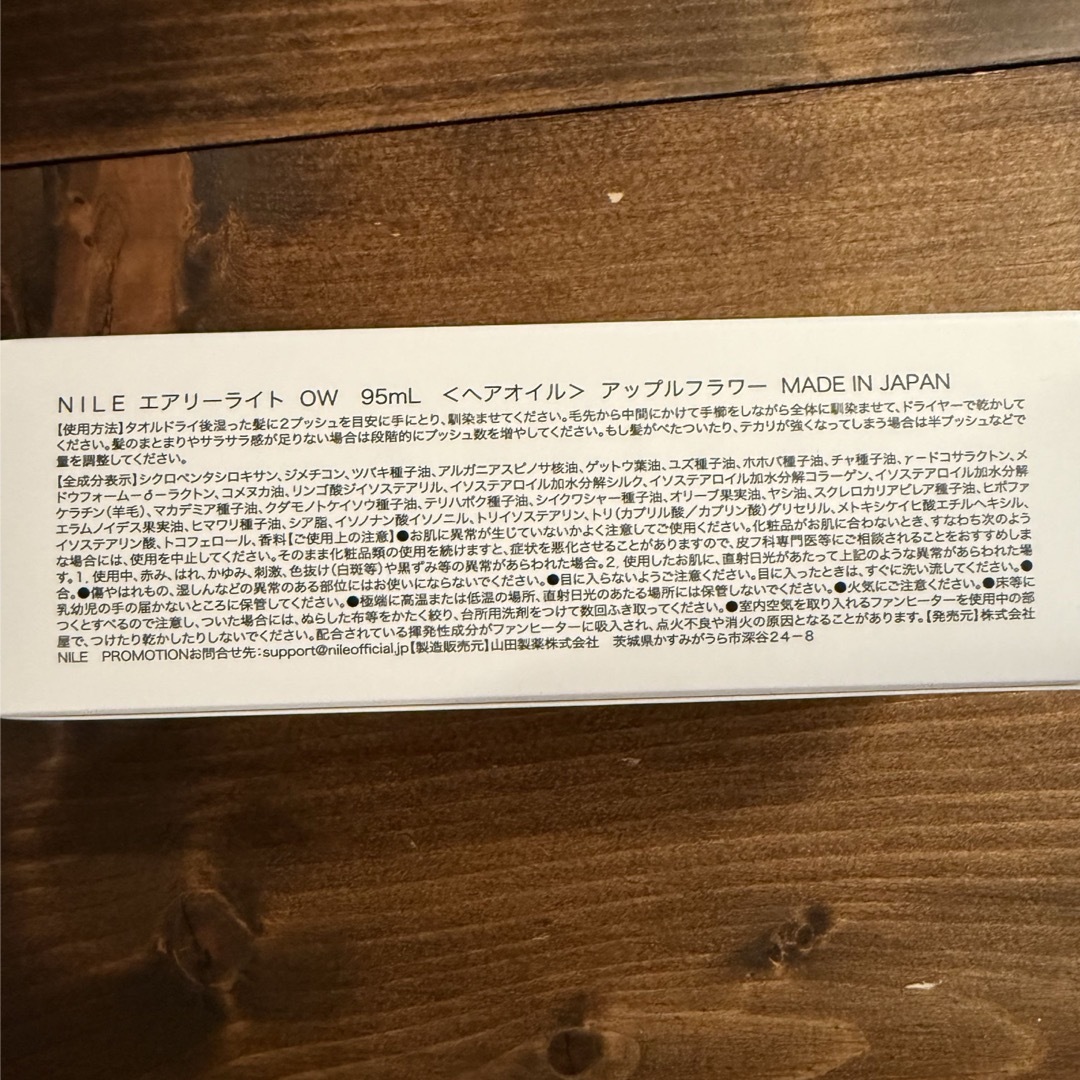 NILE エアリーライト OW 95mL <ヘアオイル> アップルフラワー MADE IN JAPAN
【使用方法】タオルドライ後湿った髪に2プッシュを目安に手にとり、馴染ませてください。毛先から中間にかけて手櫛をしながら全体に馴染ませて、ドライヤーで乾かして
ください。髪のまとまりやサラサラ感が足りない場合は段階的にプッシュ数を増やしてください。もし髪がべたついたり、テカリが強くなってしまう場合は半プッシュなどで
量を調整してください。
【全成分表示】シクロペンタシロキサン、ジメチコン、ツバキ種子油、アルガニアスピノサ核油、ゲットウ葉油、ユズ種子油、ホホバ種子油、チャ種子油、γ-ドコサラクトン、メ
ドウフォーム-δ-ラクトン、コメヌカ油、リンゴ酸ジイソステアリル、イソステアロイル加水分解シルク、イソステアロイル加水分解コラーゲン、イソステアロイル加水分解
ケラチン(羊毛)、マカデミア種子油、クダモノトケイソウ種子油、テリハボク種子油、シイクワシャー種子油、オリーブ果実油、ヤシ油、スクレロカリアビレア種子油、ヒポファ
エラムノイデス果実油、ヒマワリ種子油、シア脂、イソノナン酸イソノニル、トリイソステアリン、トリ(カプリル酸/カプリン酸)グリセリル、メトキシケイヒ酸エチルヘキシル、
イソステアリン酸、トコフェロール、香料【ご使用上の注意】●お肌に異常が生じていないかよく注意してご使用ください。化粧品がお肌に合わないとき、すなわち次のよう
な場合には、使用を中止してください。そのまま化粧品類の使用を続けますと、症状を悪化させることがありますので、皮フ科専門医等にご相談されることをおすすめしま
す。1. 使用中、赤み、はれ、かゆみ、刺激、色抜け(白斑等)や黒ずみ等の異常があらわれた場合。2. 使用したお肌に、直射日光があたって上記のような異常があらわれた場
合。●傷やはれもの、湿しんなどの異常のある部位にはお使いにならないでください。●目に入らないようご注意ください。目に入ったときは、すぐに洗い流してください。●
乳幼児の手の届かないところに保管してください。●極端に高温または低温の場所、直射日光のあたる場所には保管しないでください。●火気にご注意ください。●床等に
つくとすべるので注意し、ついた場合には、ぬらした布等をかたく絞り、台所用洗剤をつけて数回ふき取ってください。●室内空気を取り入れるファンヒーターを使用中の部
屋で、つけたり乾かしたりしないでください。配合されている揮発性成分がファンヒーターに吸入され、点火不良や消火の原因となることがあります。【発売元】株式会社
NILE PROMOTIONお問合せ先:support@nileofficial.jp【製造販売元】山田製薬株式会社 茨城県かすみがうら市深谷24-8